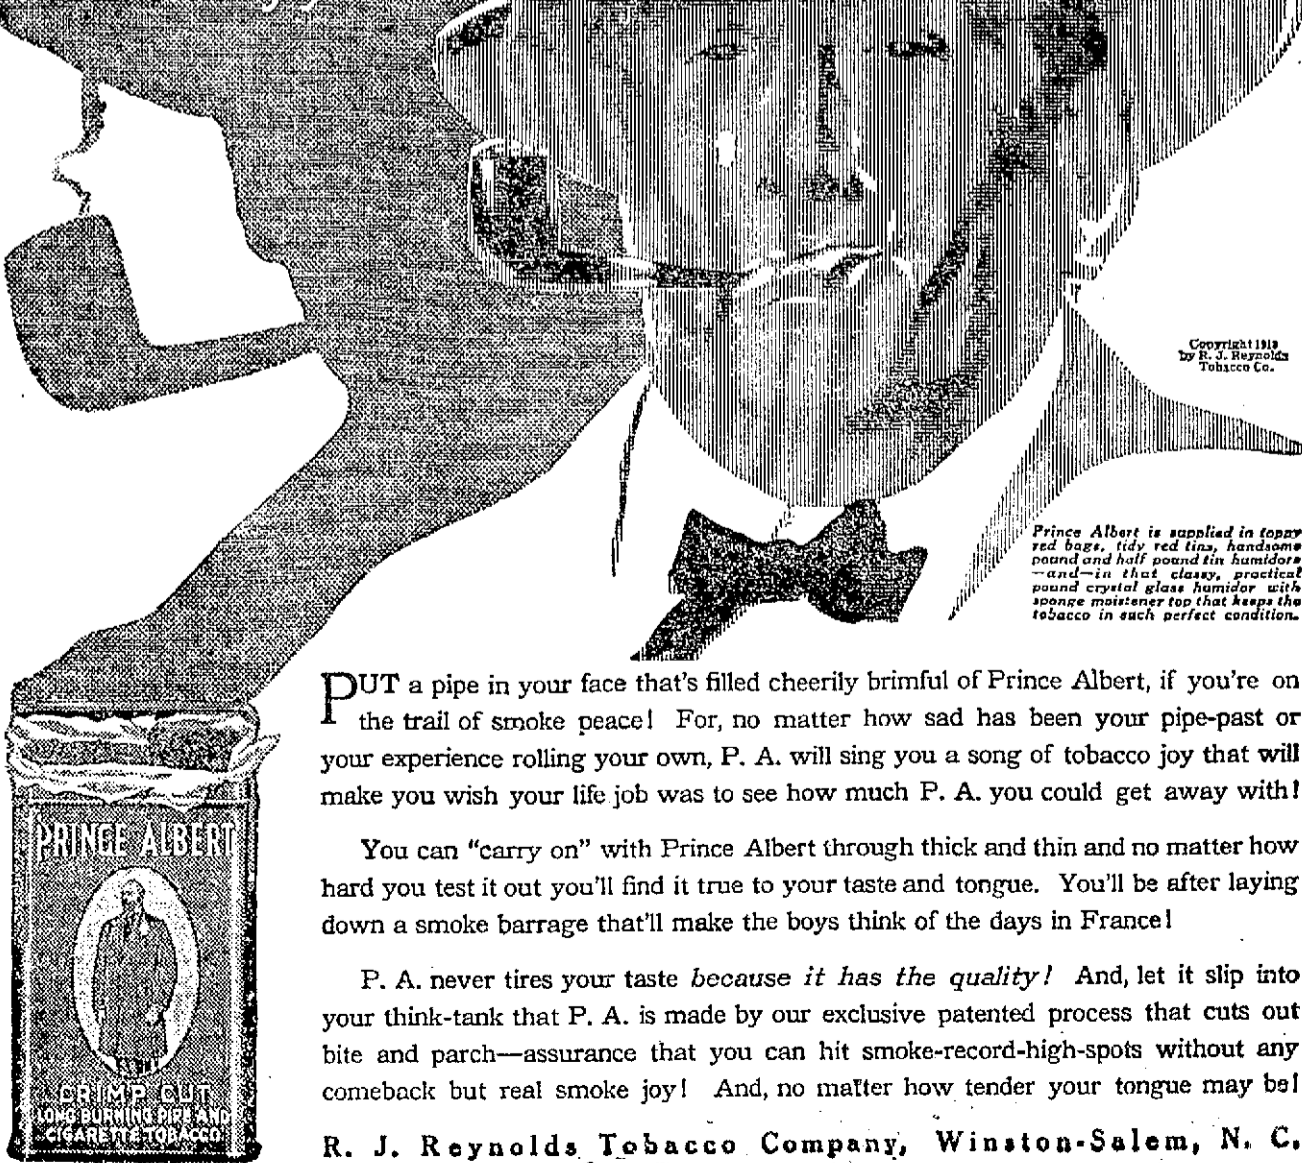 Copyright 1919
by R. J. Reynolds
Tobacco Co.
Prince Albert is supplied in toppy
red bags, tidy red tins, handsome
pound and half pound tin humidors
—and—in that classy, practical
pound crystal glass humidor with
sponge moistener top that keeps the
tobacco in such perfect condition.
PUT a pipe in your face that's filled cheerily brimful of Prince Albert, if you're on
the trail of smoke peace! For, no matter how sad has been your pipe-past or
your experience rolling your own, P. A. will sing you a song of tobacco joy that will
make you wish your life job was to see how much P. A. you could get away with!
You can "carry on" with Prince Albert through thick and thin and no matter how
hard you test it out you'll find it true to your taste and tongue. You'll be after laying
down a smoke barrage that'll make the boys think of the days in France!
P. A. never tires your taste because it has the quality! And, let it slip into
your think-tank that P. A. is made by our exclusive patented process that cuts out
bite and parch—assurance that you can hit smoke-record-high-spots without any
comeback but real smoke joy! And, no matter how tender your tongue may be!
R. J. Reynolds Tobacco Company, Winston-Salem, N. C.
PRINCE ALBERT
CRIMP CUT
LONG BURNING PIPE AND
CIGARETTE TOBACCO